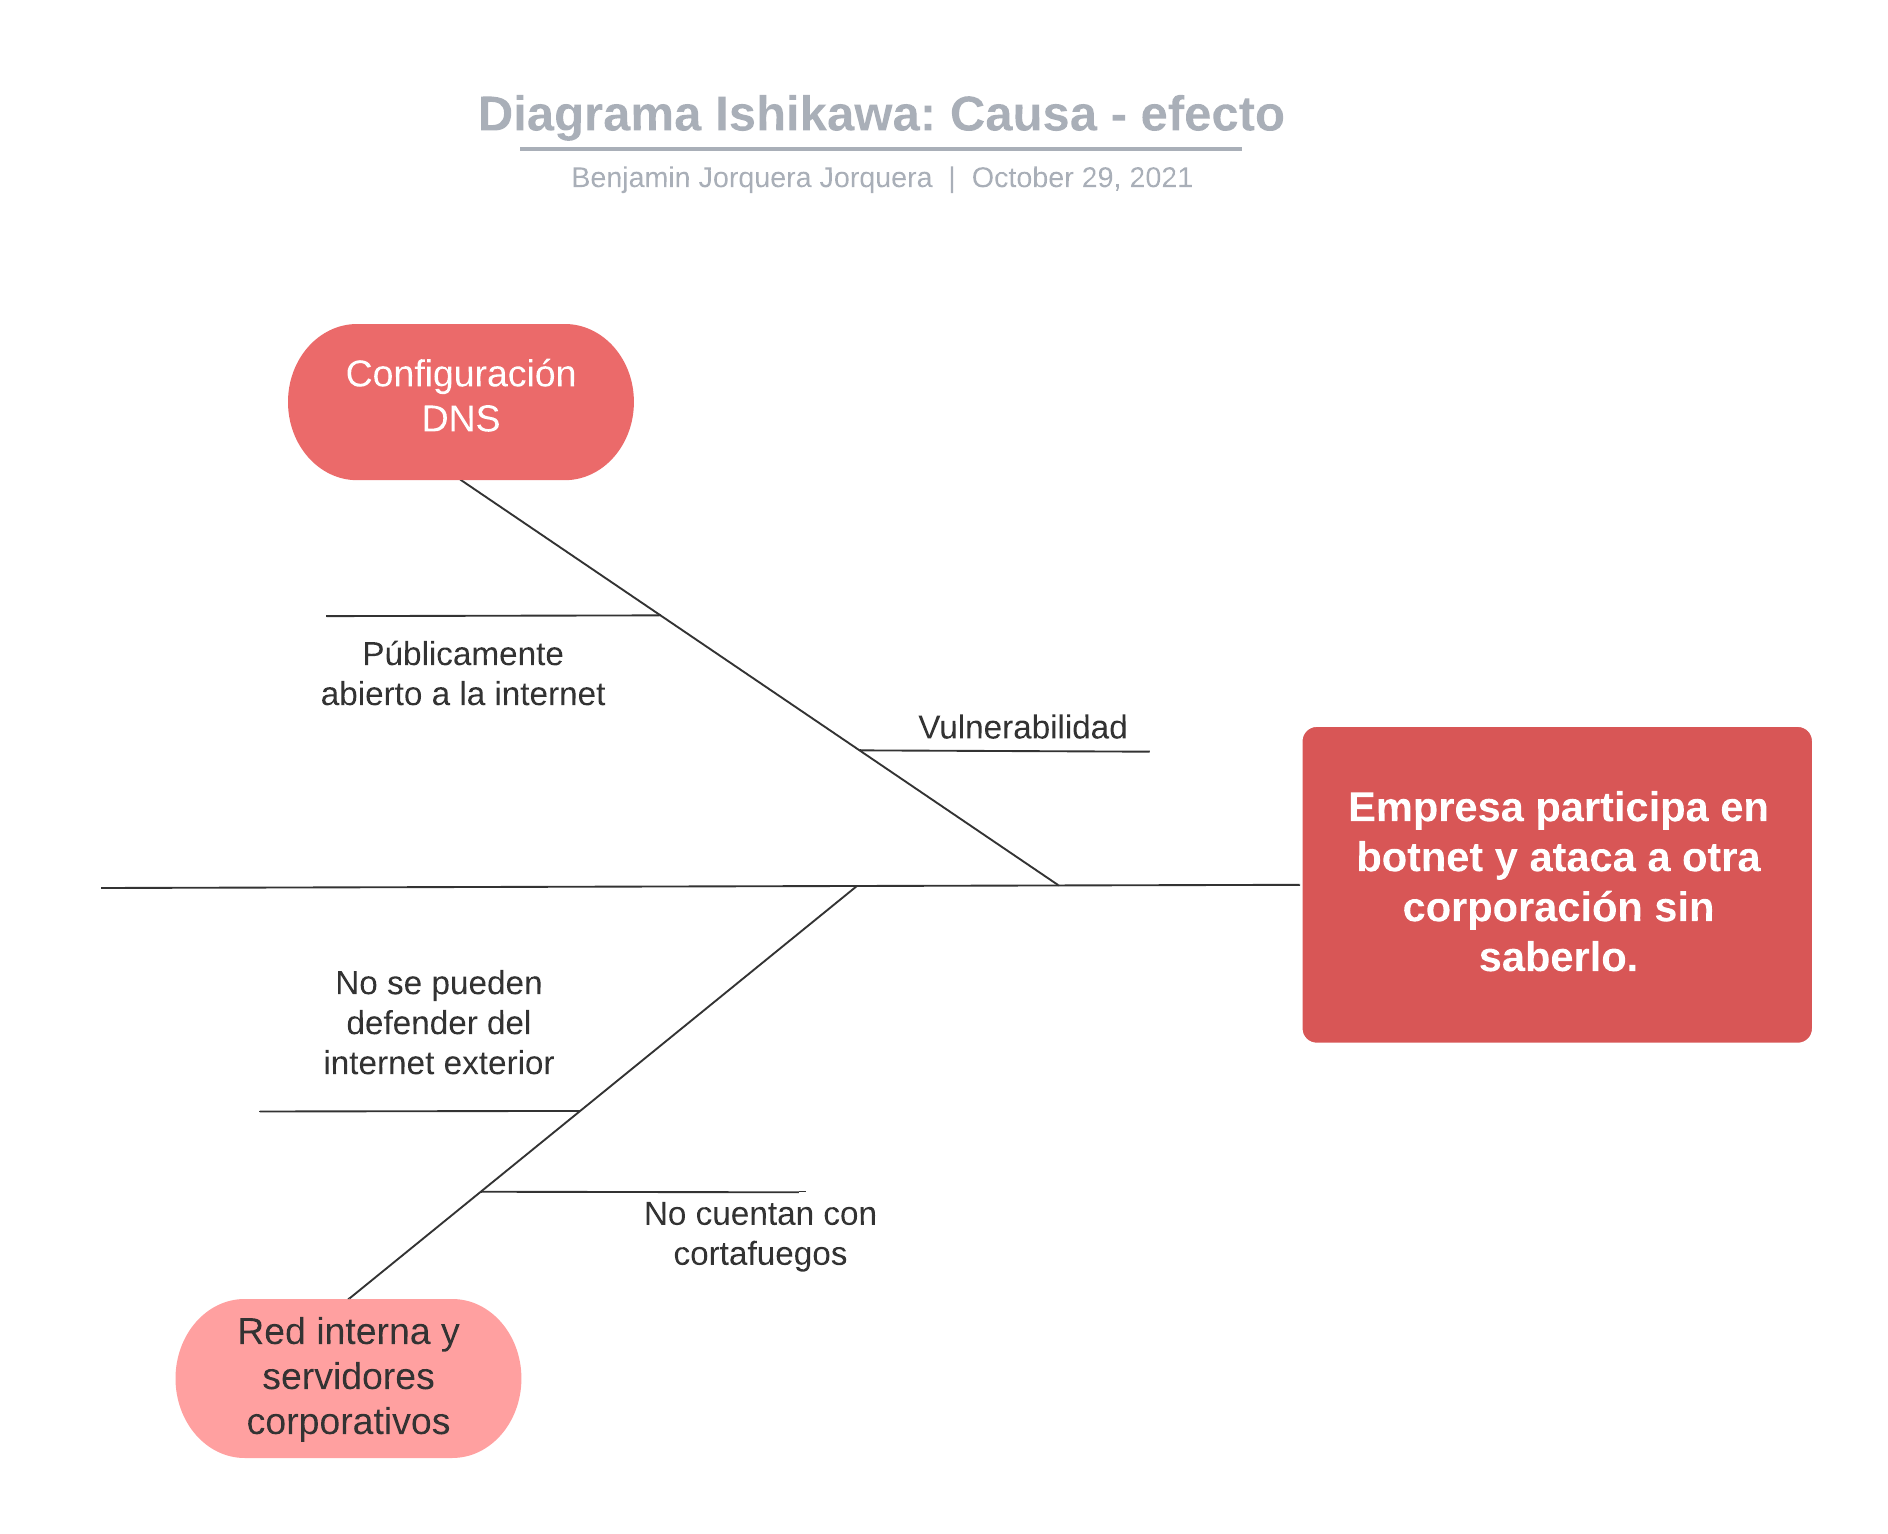 Diagrama Ishikawa: Causa - efecto
Benjamin Jorquera Jorquera | October 29, 2021
Configuración
DNS
Públicamente
abierto a la internet
Vulnerabilidad
Empresa participa en
botnet y ataca a otra
corporación sin
saberlo.
No se pueden
defender del
internet exterior
No cuentan con
cortafuegos
Red interna y
servidores
corporativos